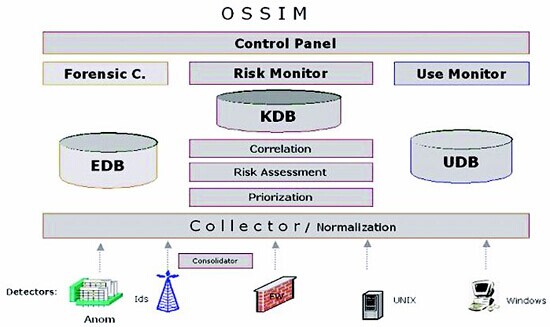 OSSIM
Control Panel
Forensic C.
Risk Monitor
Use Monitor
KDB
EDB
UDB
Correlation
Risk Assessment
Priorization
Collector / Normalization
Consolidator
Detectors:
Anom
Ids
FW
UNIX
Windows